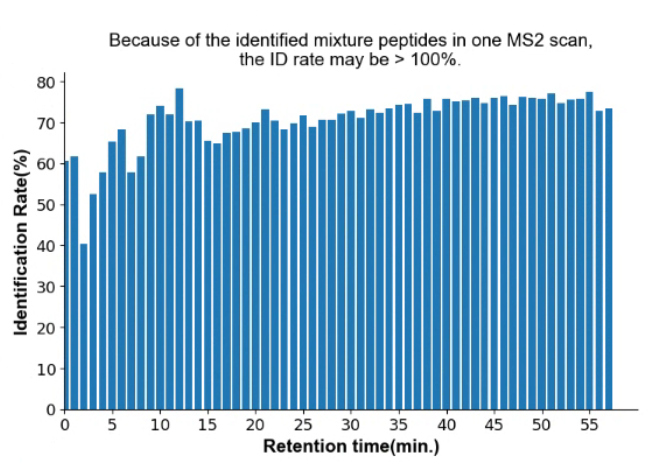 Because of the identified mixture peptides in one MS2 scan,
the ID rate may be > 100%.
80
70
60
50
40
30
20
10
0
Identification Rate(%)
0 5 10 15 20 25 30 35 40 45 50 55
Retention time(min.)